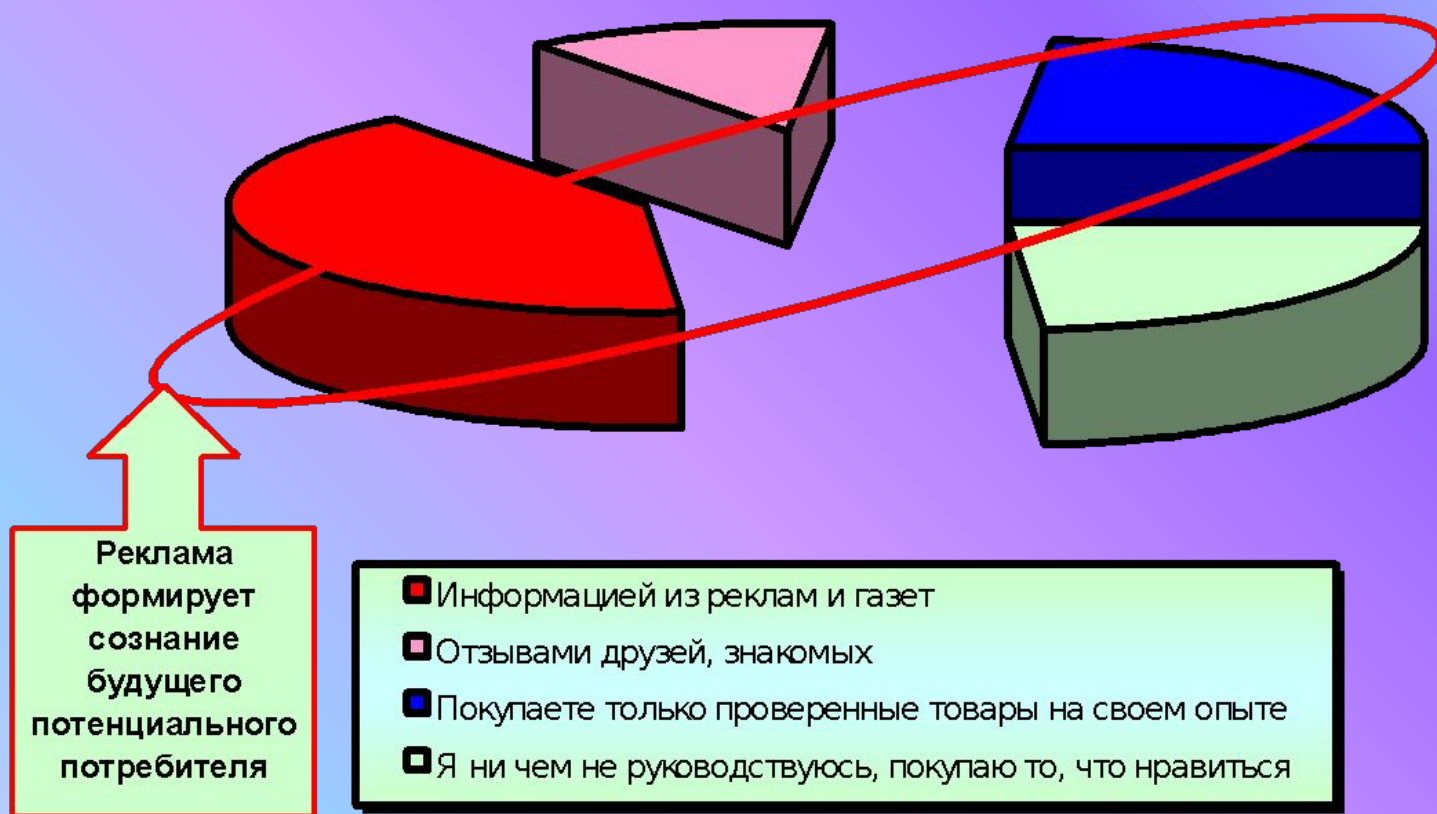 Реклама
формирует
сознание
будущего
потенциального
потребителя
Информацией из реклам и газет
Отзывами друзей, знакомых
Покупаете только проверенные товары на своем опыте
Я ни чем не руководствуюсь, покупаю то, что нравиться